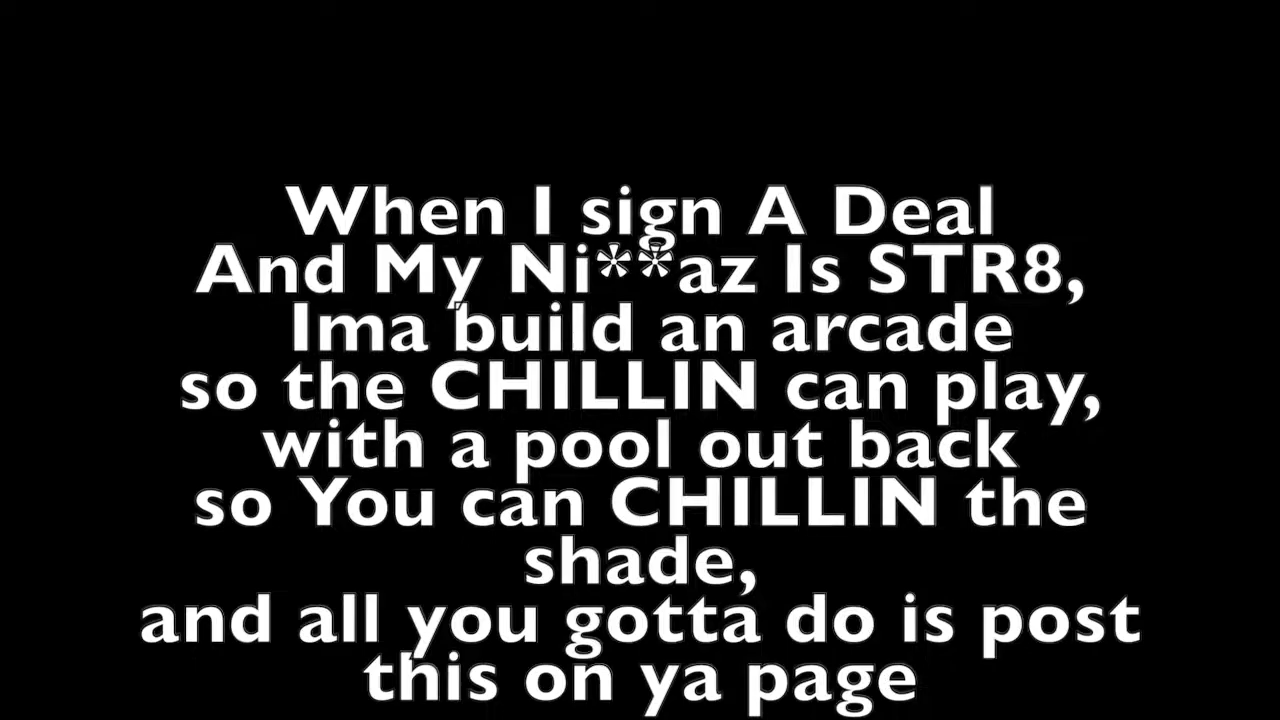 When I sign A Deal
And My Ni**az Is STR8,
Ima build an arcade
so the CHILLIN can play,
with a pool out back
so You can CHILLIN the
shade,
and all you gotta do is post
this on ya page